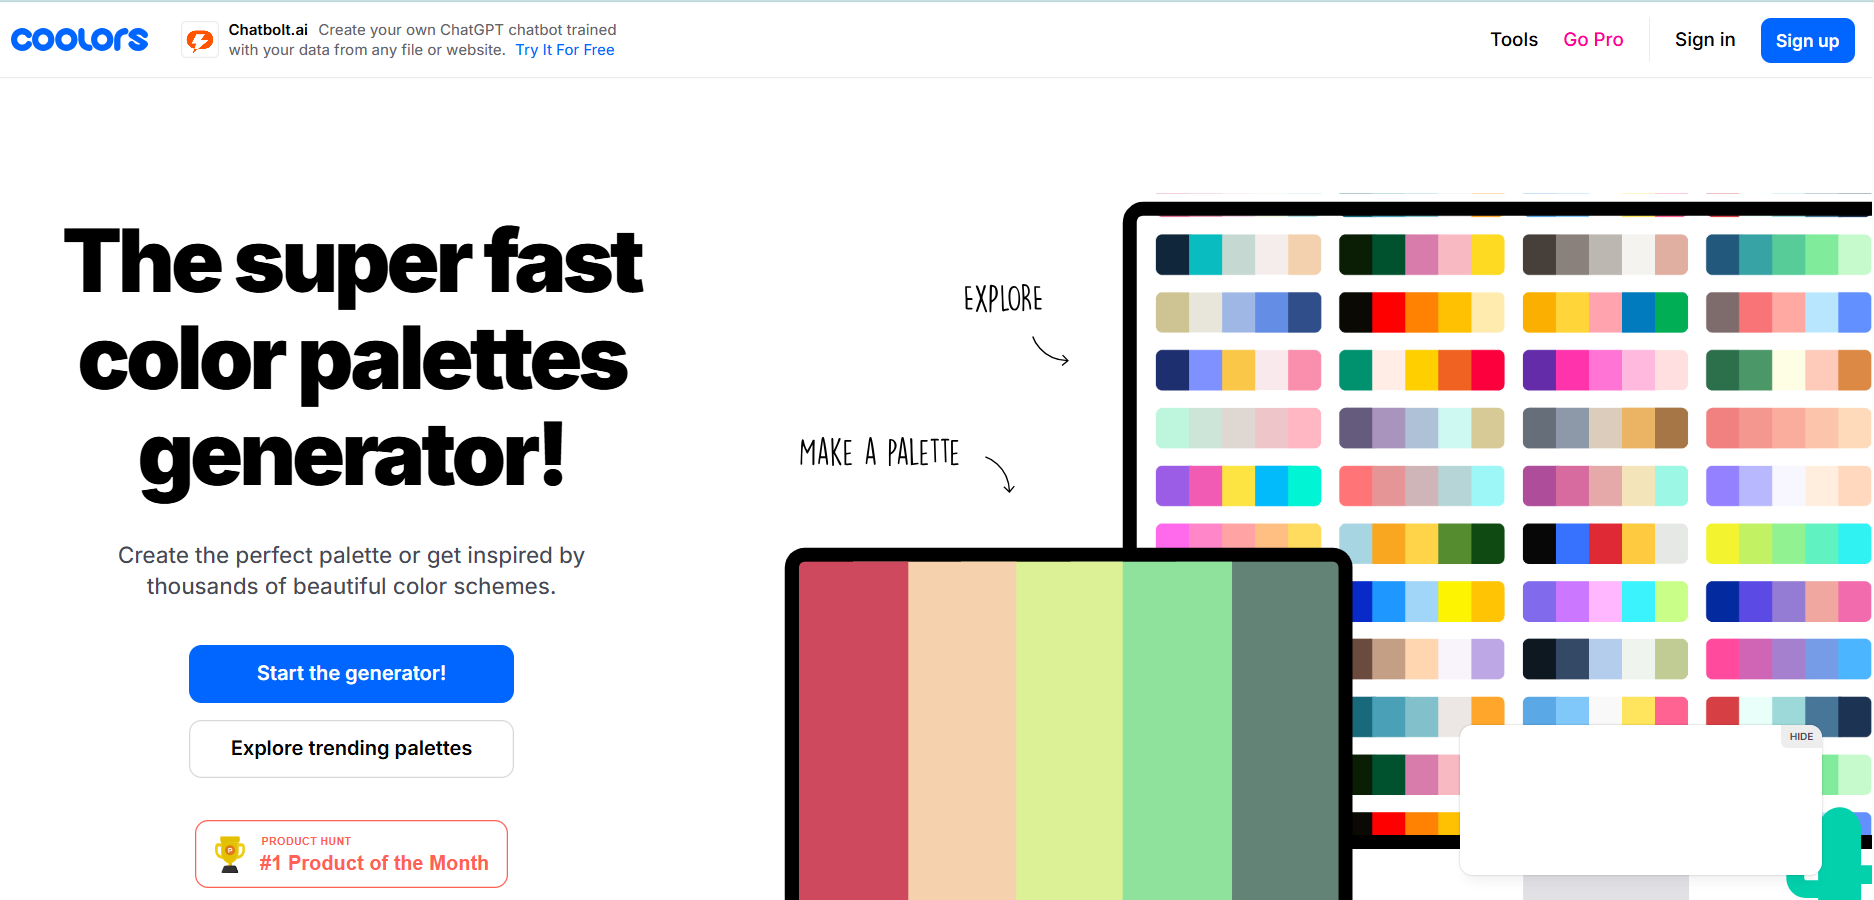 coolors
Chatbolt.ai Create your own ChatGPT chatbot trained
with your data from any file or website. Try It For Free
Tools
Go Pro
Sign in
Sign up
The super fast
color palettes
generator!
Create the perfect palette or get inspired by
thousands of beautiful color schemes.
Start the generator!
Explore trending palettes
PRODUCT HUNT
P
#1 Product of the Month
EXPLORE
MAKE A PALETTE
HIDE